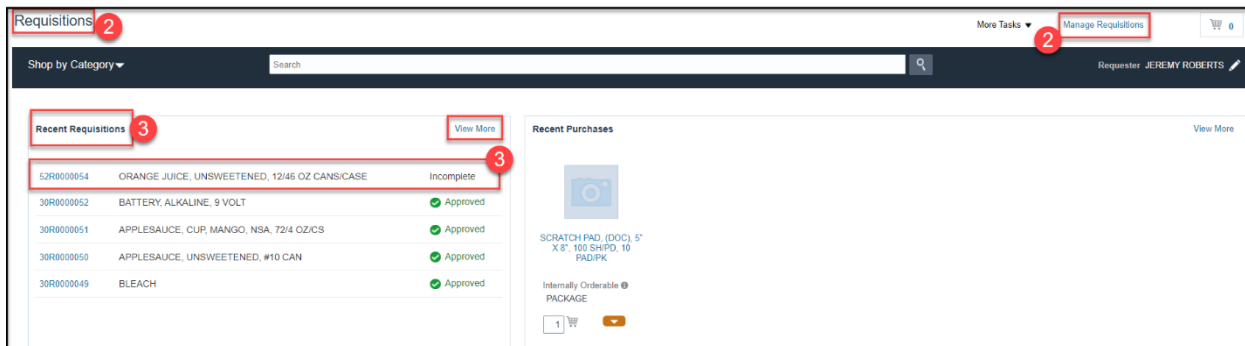 Requisitions 2
More Tasks ▼ Manage Requisitions 2 0
Shop by Category▼ Search Requester JEREMY ROBERTS
Recent Requisitions 3 View More
3
52R0000054 ORANGE JUICE, UNSWEETENED, 12/46 OZ CANS/CASE Incomplete
30R0000052 BATTERY, ALKALINE, 9 VOLT Approved
30R0000051 APPLESAUCE, CUP, MANGO, NSA, 72/4 OZ/CS Approved
30R0000050 APPLESAUCE, UNSWEETENED, #10 CAN Approved
30R0000049 BLEACH Approved
Recent Purchases View More
SCRATCH PAD, (DOC), 5"
X 8", 100 SH/PD, 10
PAD/PK
Internally Orderable
PACKAGE
1